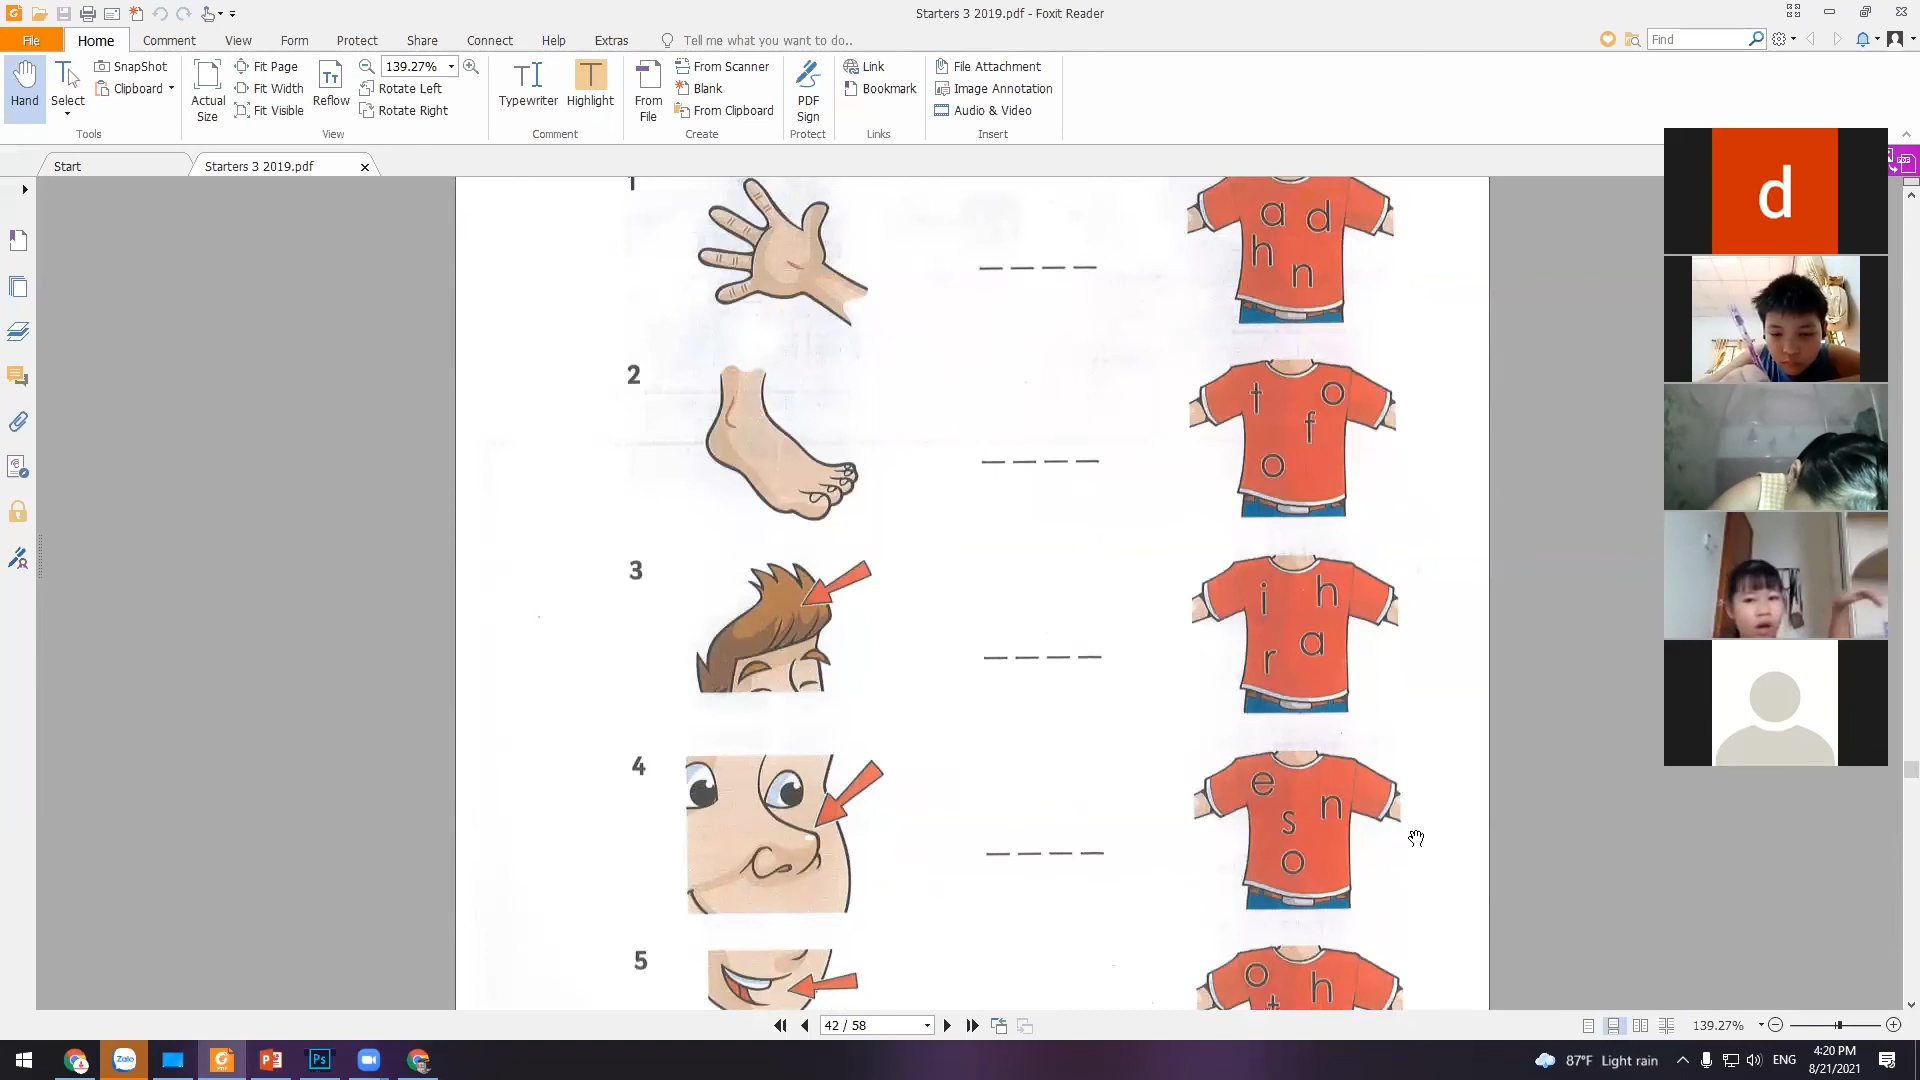 Starters 3 2019.pdf - Foxit Reader
File Home Comment View Form Protect Share Connect Help Extras Tell me what you want to do.. Find
Hand Select SnapShot Clipboard Actual Size Fit Page Fit Width Fit Visible Reflow 139.27% Rotate Left Rotate Right Typewriter Highlight From File From Scanner Blank From Clipboard PDF Sign Link Bookmark File Attachment Image Annotation Audio & Video
Tools View Comment Create Protect Links Insert
Start Starters 3 2019.pdf
d
1
a d
h n
2
t o
f
o
3
i h
r a
4
e n
s
o
5
o h
t
42 / 58 139.27%
Zalo Ps 87°F Light rain ENG 4:20 PM
8/21/2021